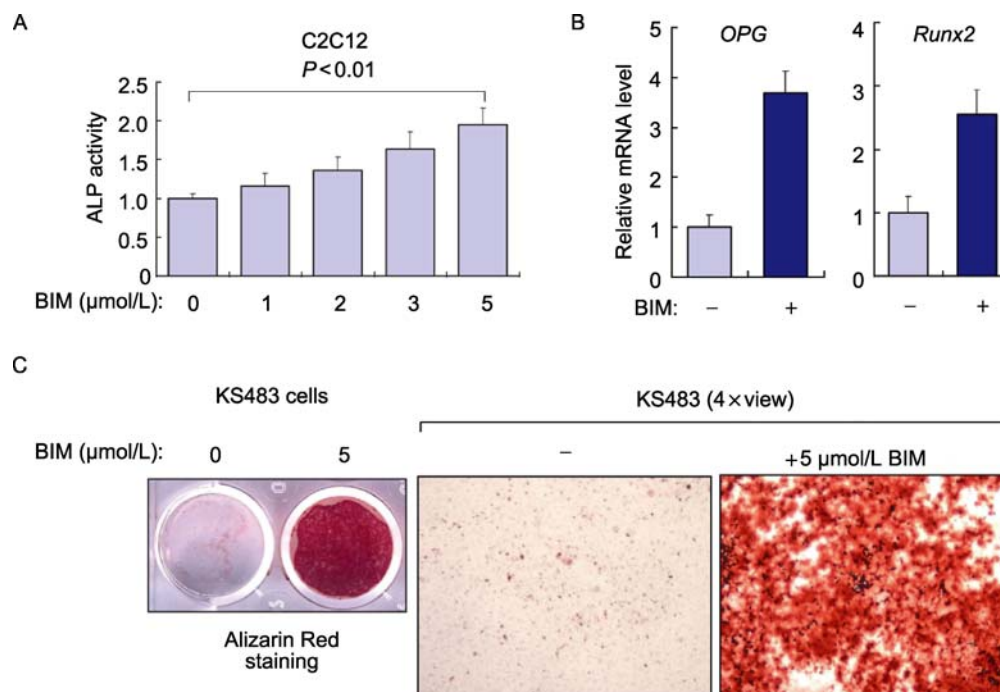 A
C2C12
P<0.01
ALP activity
2.5
2.0
1.5
1.0
0.5
0
BIM (µmol/L): 0 1 2 3 5
B
OPG
Relative mRNA level
5
4
3
2
1
0
Runx2
4
3
2
1
0
BIM: − + − +
C
KS483 cells
BIM (µmol/L): 0 5
Alizarin Red
staining
KS483 (4×view)
−
+5 µmol/L BIM